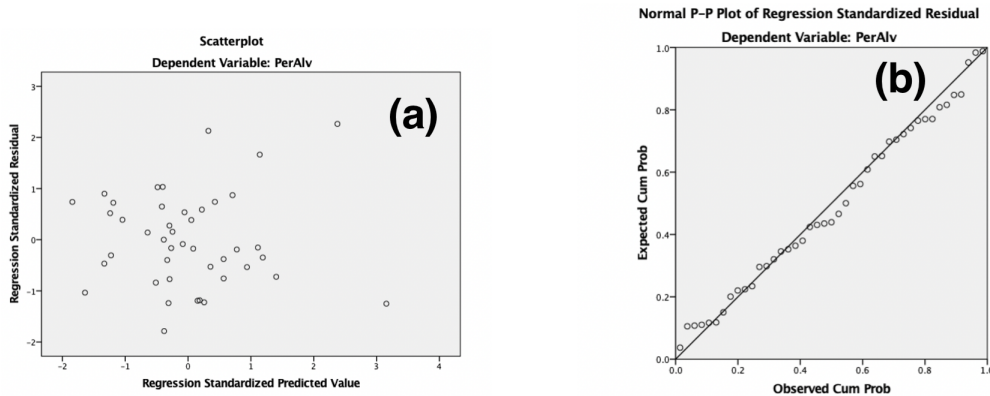 Scatterplot
Dependent Variable: PerAlv
(a)
Regression Standardized Residual
3
2
1
0
-1
-2
-2 -1 0 1 2 3 4
Regression Standardized Predicted Value
Normal P-P Plot of Regression Standardized Residual
Dependent Variable: PerAlv
(b)
Expected Cum Prob
1.0
0.8
0.6
0.4
0.2
0.0
0.0 0.2 0.4 0.6 0.8 1.0
Observed Cum Prob